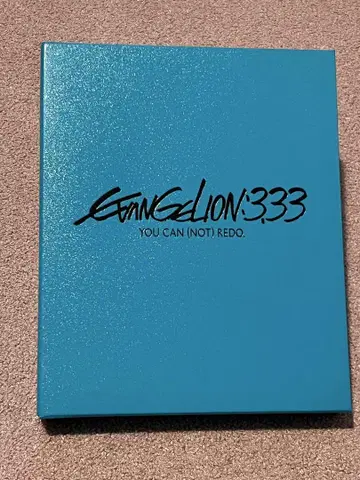 EVANGELION:3.33
YOU CAN (NOT) REDO.